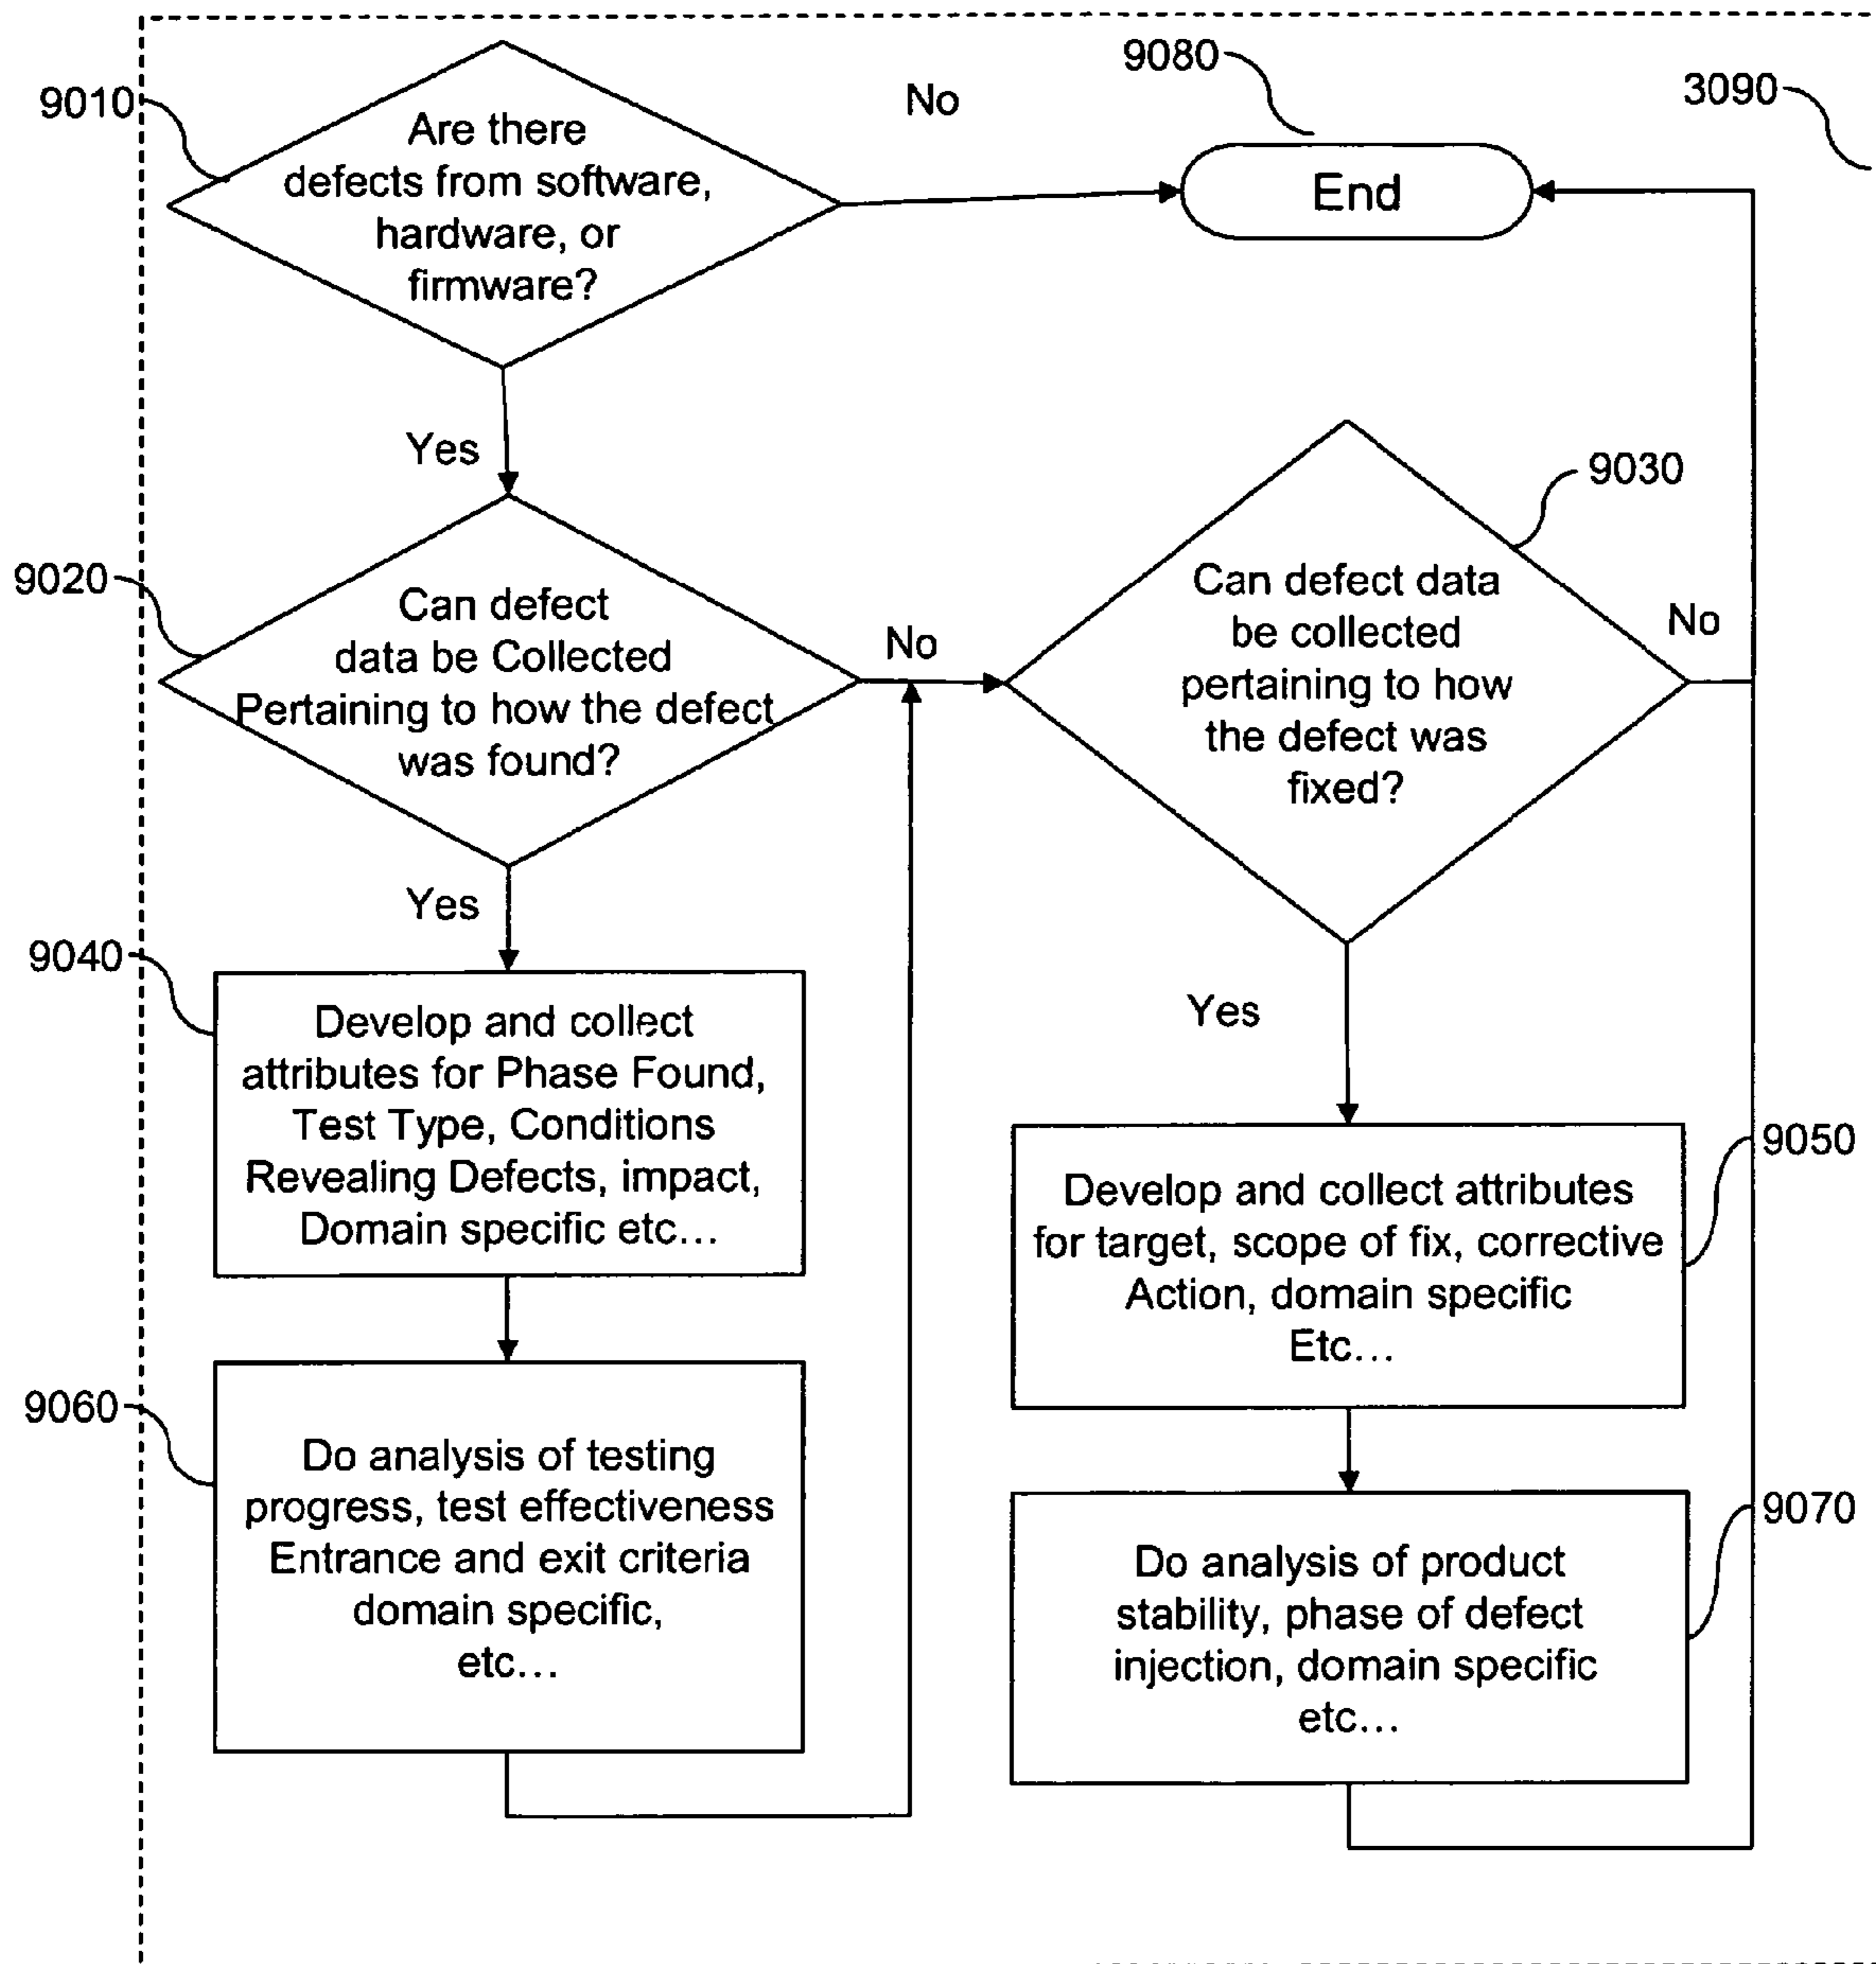 9010
Are there
defects from software,
hardware, or
firmware?
No
9080
End
3090
Yes
9020
Can defect
data be Collected
Pertaining to how the defect
was found?
No
9030
Can defect data
be collected
pertaining to how
the defect was
fixed?
No
Yes
9040
Develop and collect
attributes for Phase Found,
Test Type, Conditions
Revealing Defects, impact,
Domain specific etc...
Yes
9050
Develop and collect attributes
for target, scope of fix, corrective
Action, domain specific
Etc...
9060
Do analysis of testing
progress, test effectiveness
Entrance and exit criteria
domain specific,
etc...
9070
Do analysis of product
stability, phase of defect
injection, domain specific
etc...